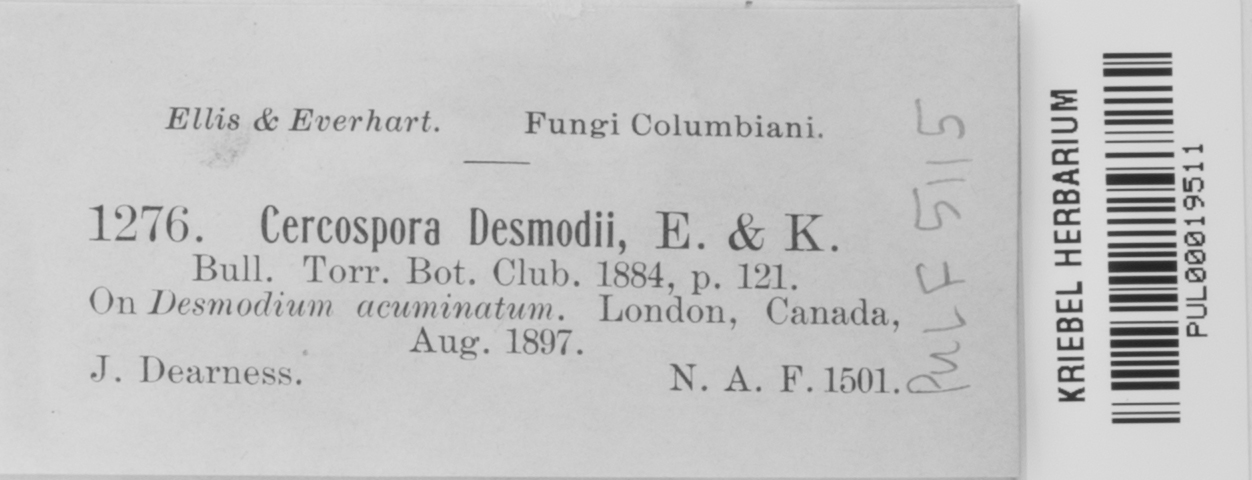 Ellis & Everhart. Fungi Columbiani.
1276. Cercospora Desmodii, E. & K.
Bull. Torr. Bot. Club. 1884, p. 121.
On Desmodium acuminatum. London, Canada,
Aug. 1897.
J. Dearness. N. A. F. 1501.
PUL F 5115
KRIEBEL HERBARIUM
PUL00019511